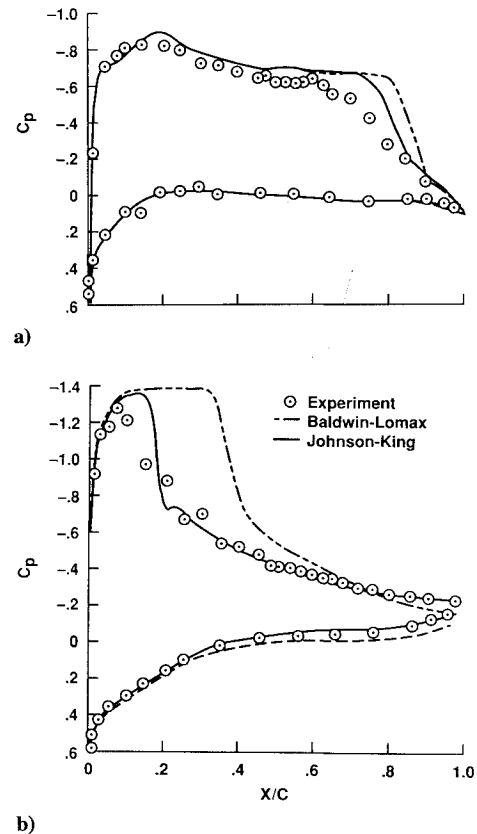 -1.0
-.8
-.6
-.4
-.2
0
.2
.4
.6
Cp
a)
-1.4
-1.2
-1.0
-.8
-.6
-.4
-.2
0
.2
.4
.6
Cp
Experiment
Baldwin-Lomax
Johnson-King
0 .2 .4 .6 .8 1.0
X/C
b)